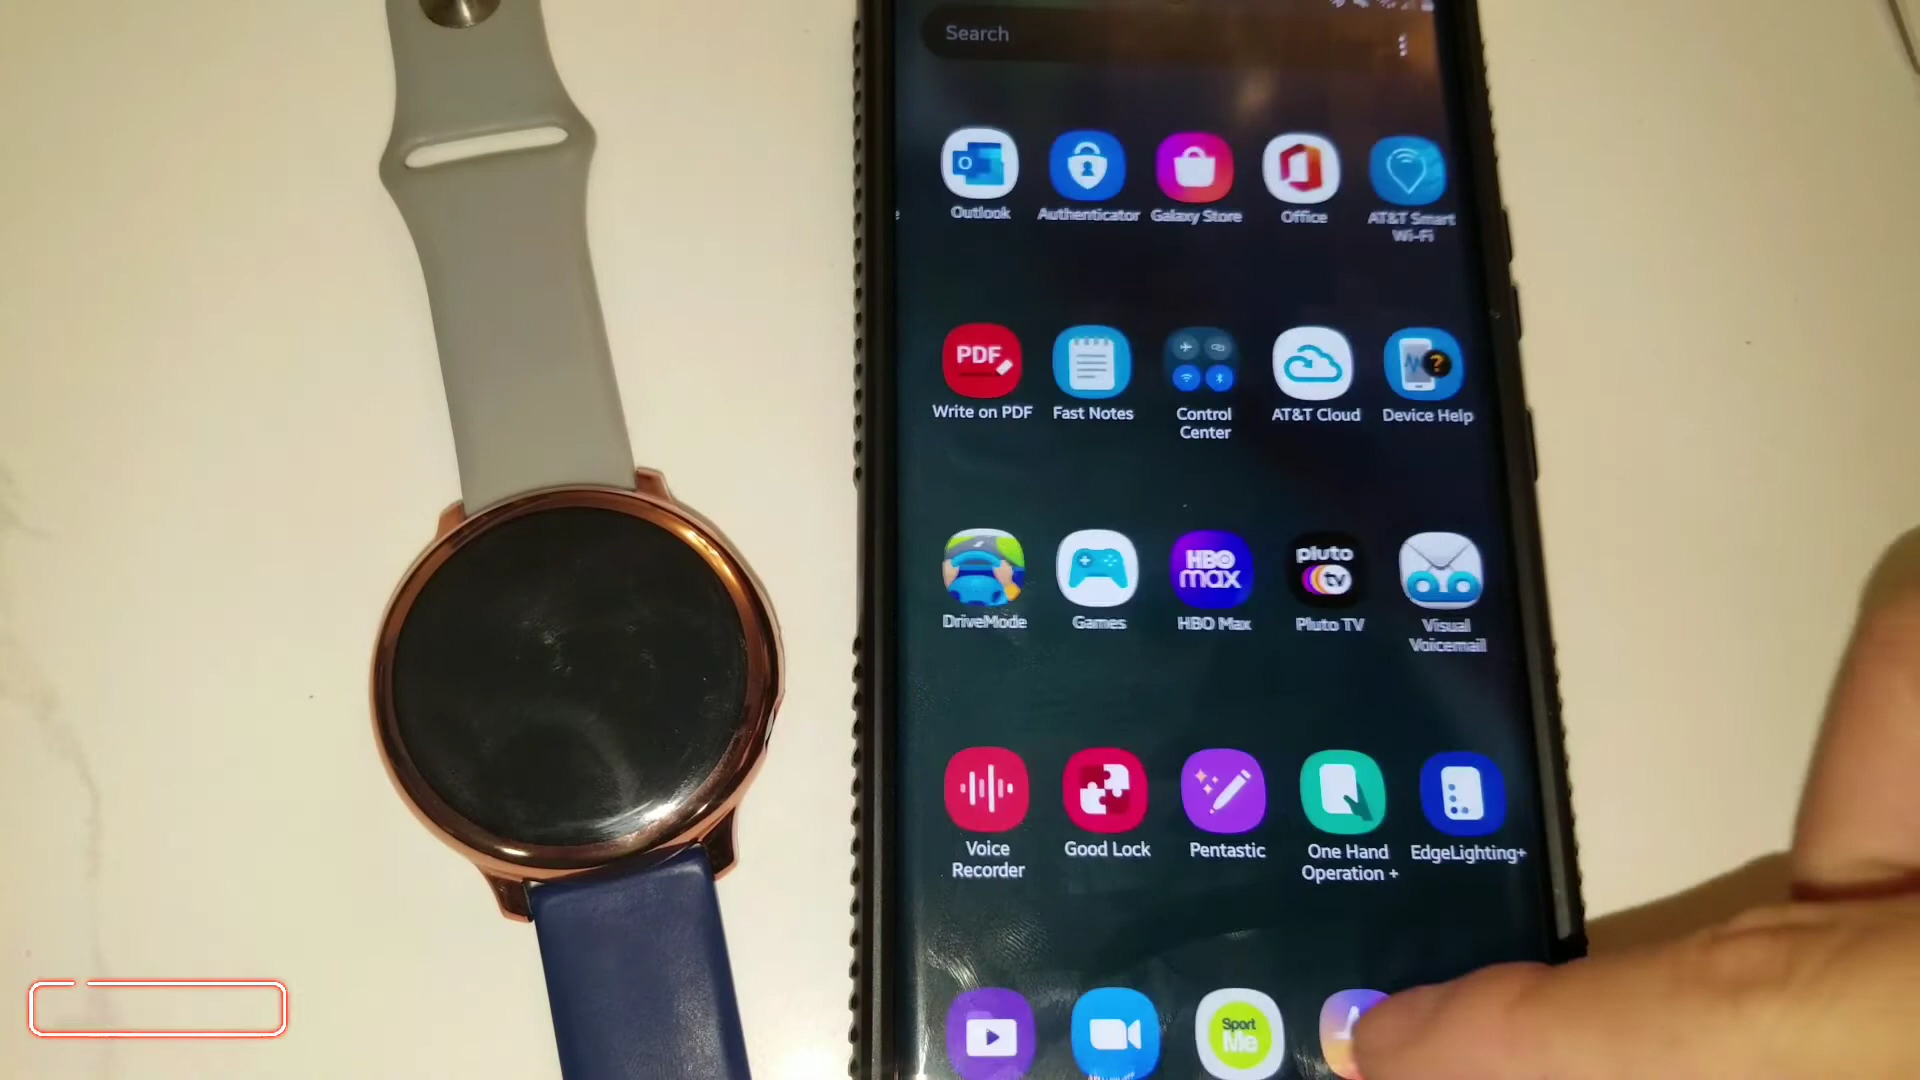 Search
Outlook
Authenticator
Galaxy Store
Office
AT&T Smart
Wi-Fi
PDF
Write on PDF
Fast Notes
Control
Center
AT&T Cloud
Device Help
HBO
max
pluto
tv
DriveMode
Games
HBO Max
Pluto TV
Visual
Voicemail
Voice
Recorder
Good Lock
Pentastic
One Hand
Operation +
EdgeLighting+
Sport
Me